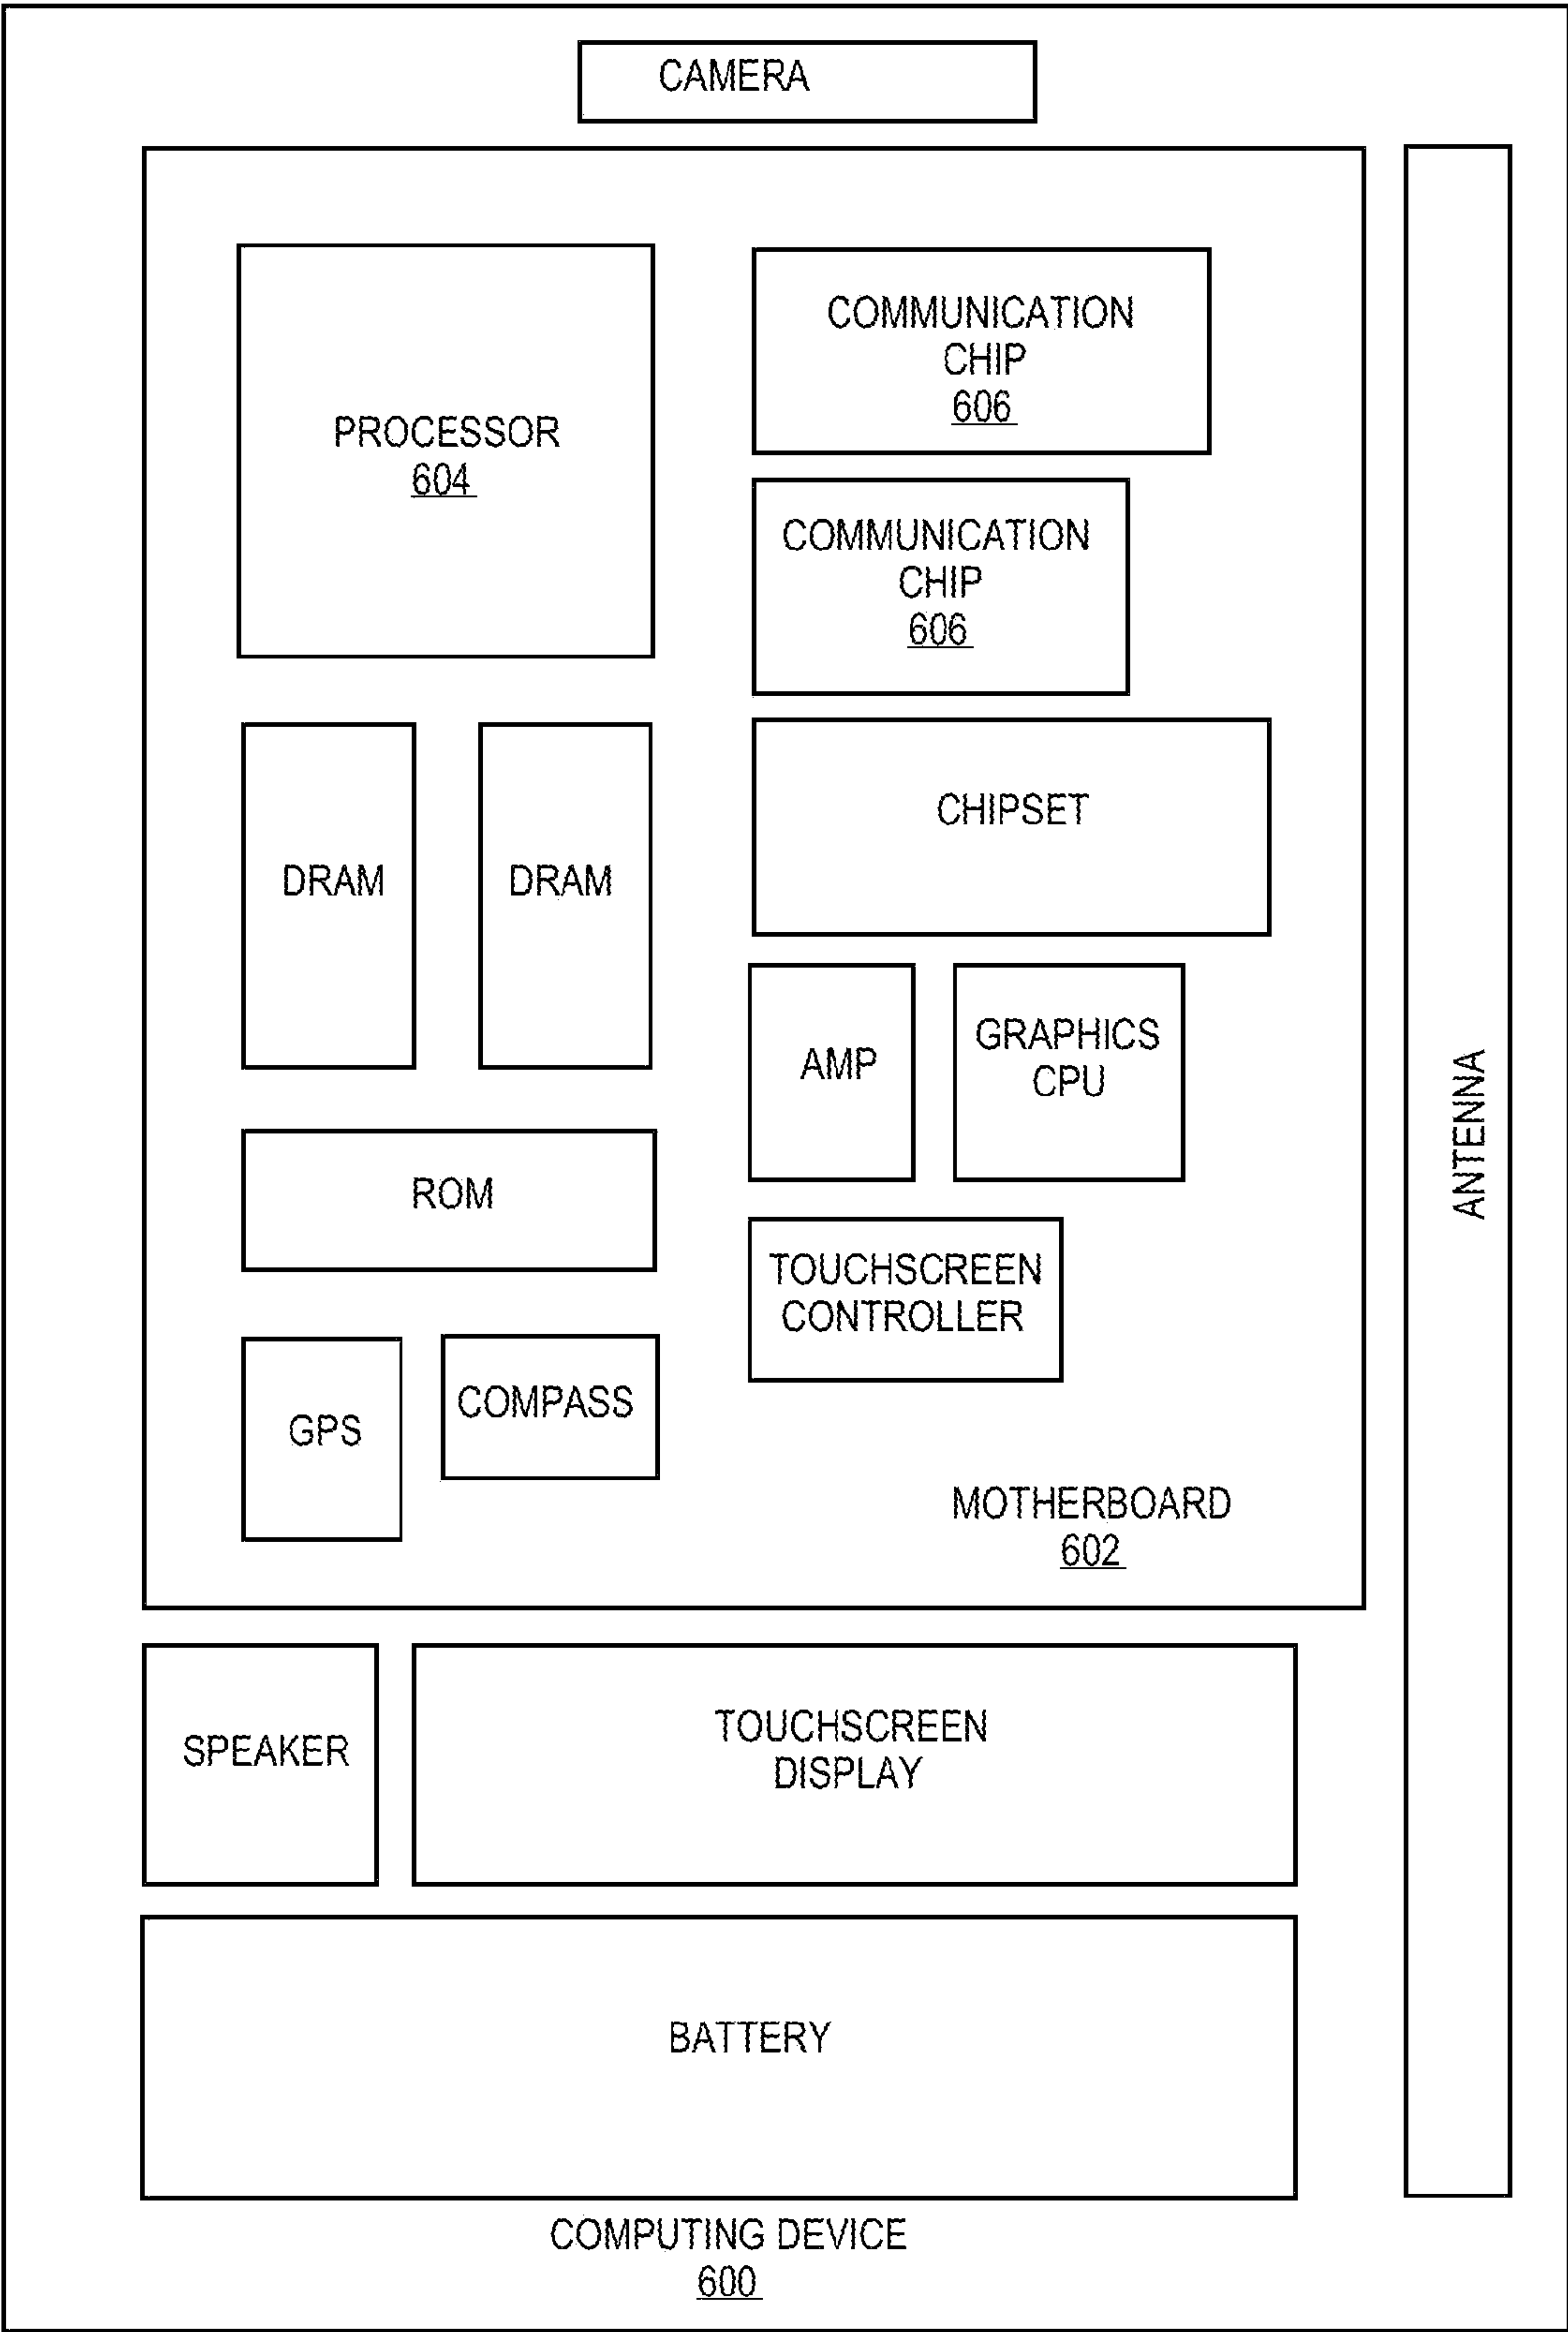 CAMERA
PROCESSOR
604
COMMUNICATION
CHIP
606
COMMUNICATION
CHIP
606
DRAM
DRAM
CHIPSET
AMP
GRAPHICS
CPU
ROM
TOUCHSCREEN
CONTROLLER
GPS
COMPASS
MOTHERBOARD
602
ANTENNA
SPEAKER
TOUCHSCREEN
DISPLAY
BATTERY
COMPUTING DEVICE
600